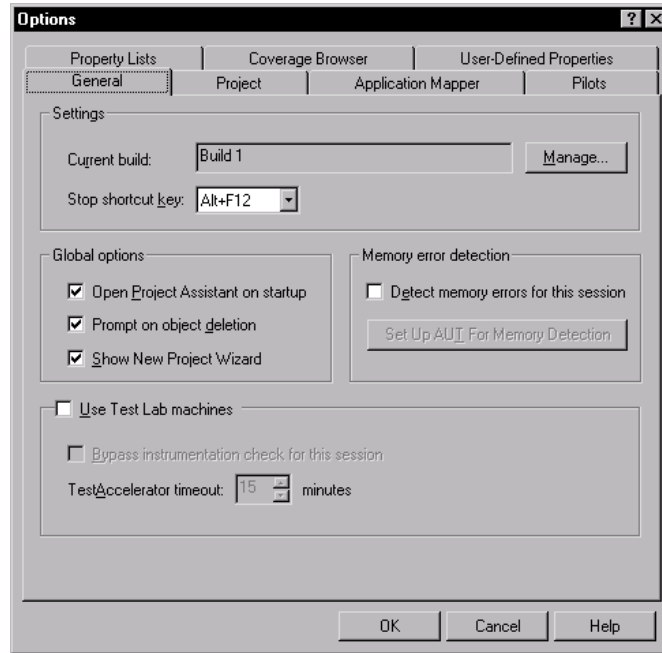 Options
Property Lists Coverage Browser User-Defined Properties
General Project Application Mapper Pilots
Settings
Current build: Build 1 Manage...
Stop shortcut key: Alt+F12
Global options
Open Project Assistant on startup
Prompt on object deletion
Show New Project Wizard
Memory error detection
Detect memory errors for this session
Set Up AUT For Memory Detection
Use Test Lab machines
Bypass instrumentation check for this session
TestAccelerator timeout: 15 minutes
OK Cancel Help